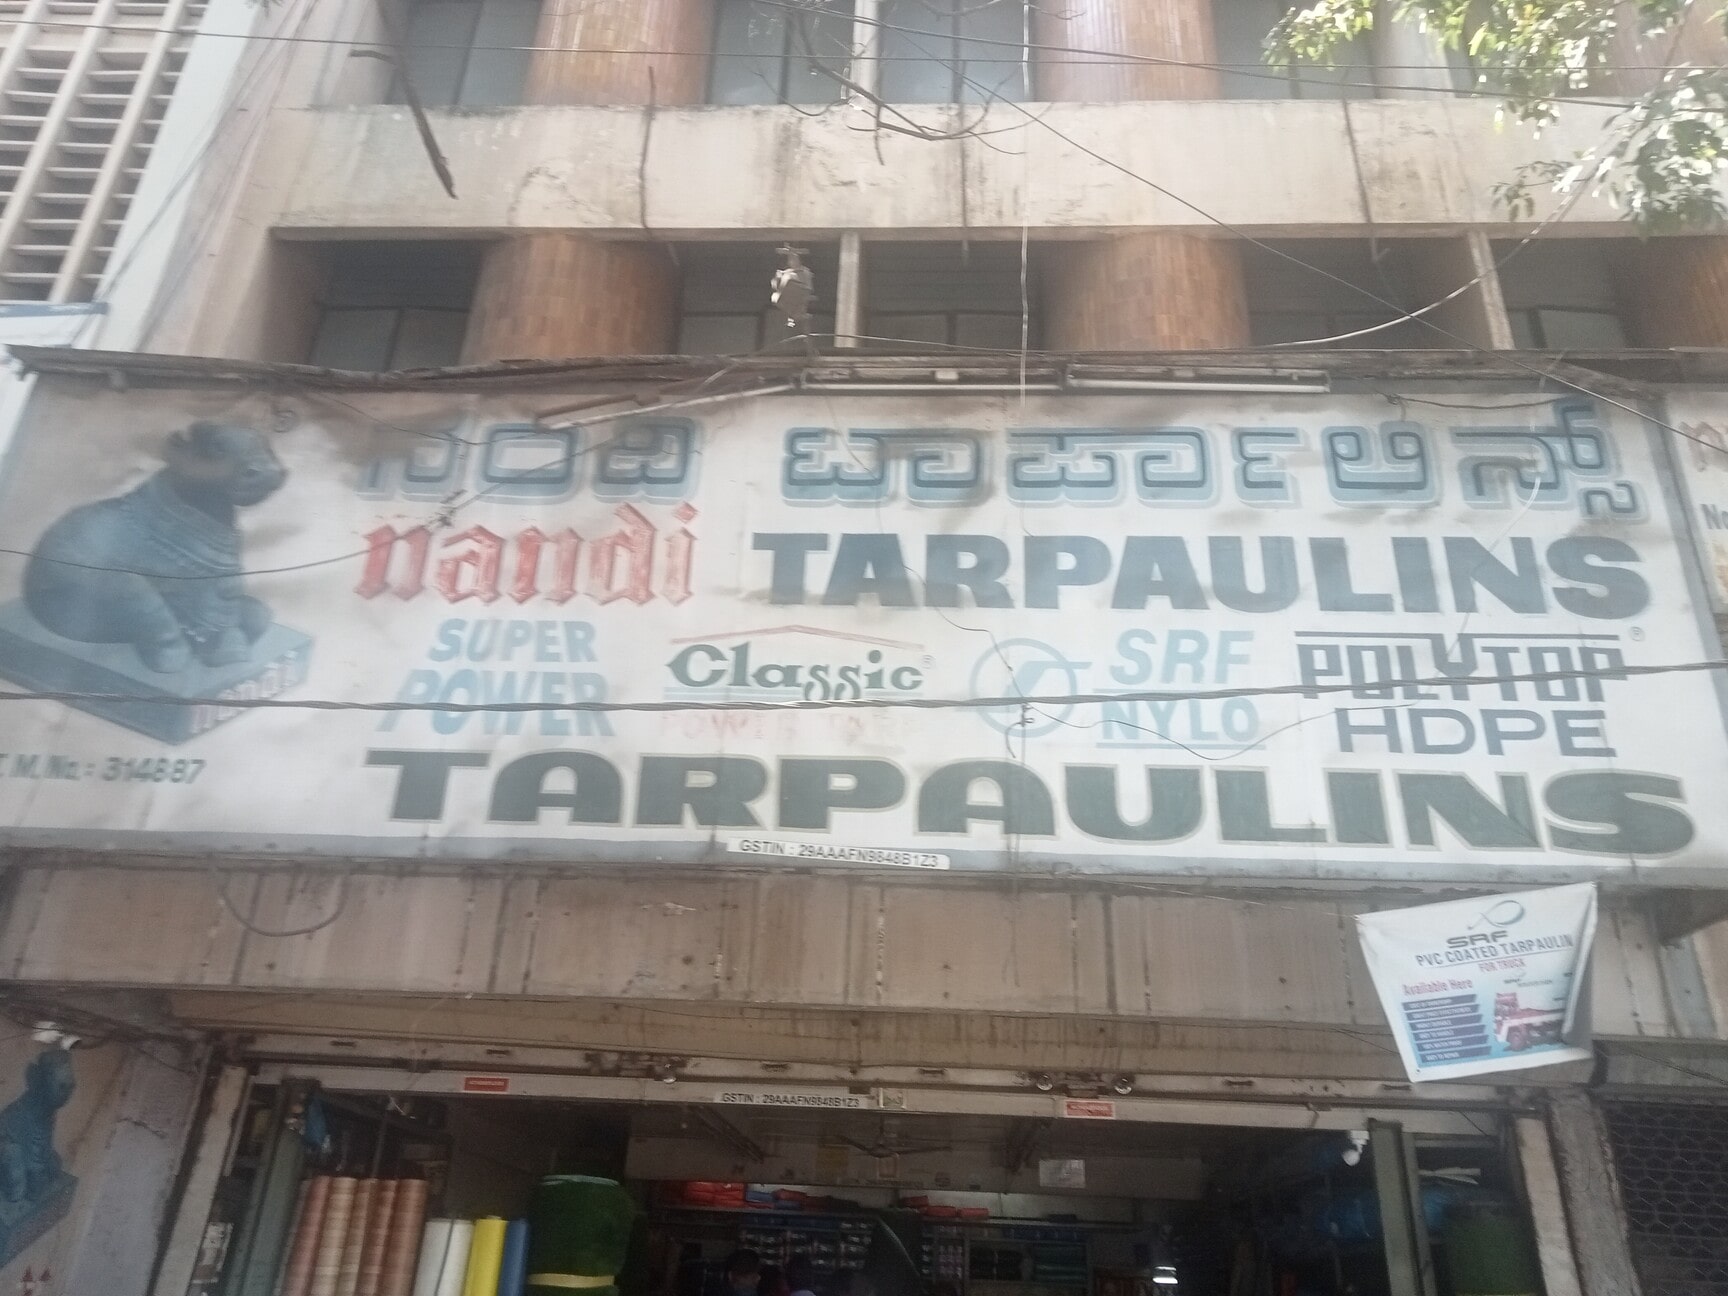 ನಂದಿ ಟಾರ್ಪಾಲಿನ್ಸ್
nandi TARPAULINS
SUPER POWER
Classic
SRF NYLO
POLYTOP HDPE
T. M. No.: 314887
nandi
TARPAULINS
GSTIN : 29AAAFN9848B1Z3
SRF
PVC COATED TARPAULIN
FOR TRUCK
Available Here
GSTIN : 29AAAFN9848B1Z3